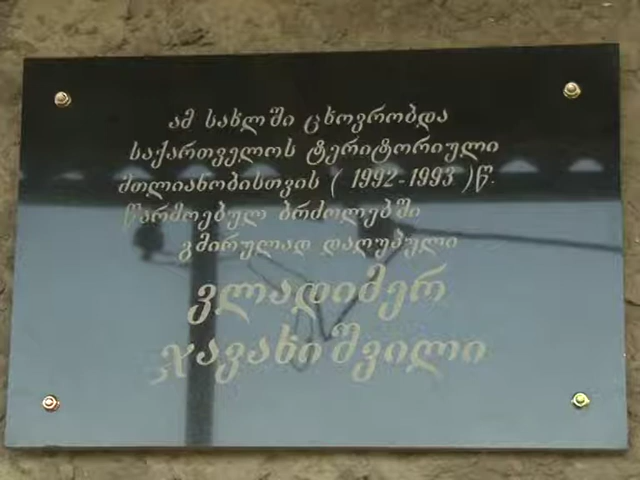 ამ სახლში ცხოვრობდა
საქართველოს ტერიტორიული
მთლიანობისთვის ( 1992-1993 )წ.
წარმოებულ ბრძოლებში
გმირულად დაღუპული
ვლადიმერ
ჯავახიშვილი